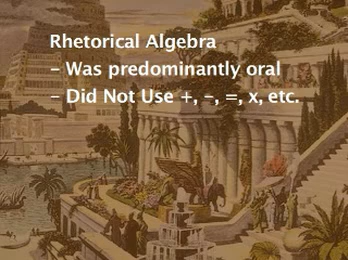 Rhetorical Algebra
- Was predominantly oral
- Did Not Use +, -, =, x, etc.